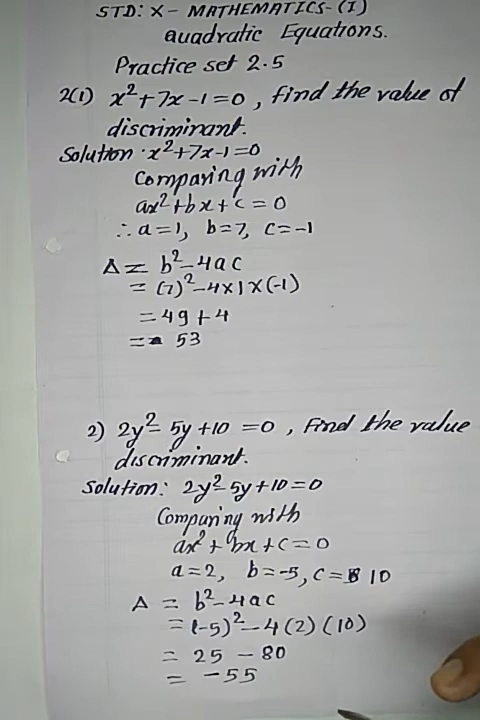 STD: X - MATHEMATICS-(I)
Quadratic Equations.
Practice set 2.5
2(1) x²+7x-1=0, find the value of
discriminant.
Solution: x²+7x-1=0
Comparing with
ax²+bx+c=0
∴ a=1, b=7, c=-1
Δ = b²-4ac
= (7)²-4×1×(-1)
= 49+4
= 53
2) 2y²-5y+10=0, Find the value
discriminant.
Solution: 2y²-5y+10=0
Comparing with
ax²+bx+c=0
a=2, b=-5, c=10
Δ = b²-4ac
= (-5)²-4(2)(10)
= 25-80
= -55